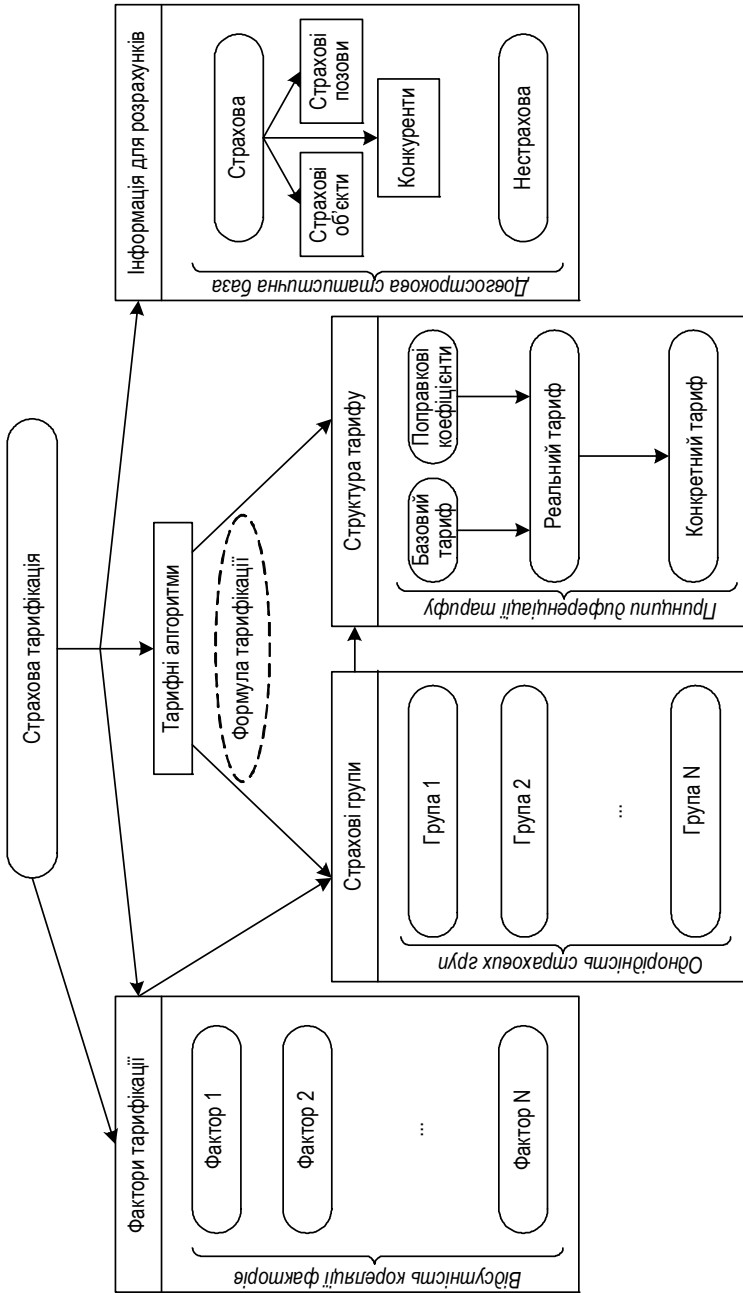 Страхова тарифікація
Фактори тарифікації
Фактор 1
Фактор 2
...
Фактор N
Відсутність кореляції факторів
Тарифні алгоритми
Формула тарифікації
Страхові групи
Група 1
Група 2
...
Група N
Однорідність страхових груп
Структура тарифу
Базовий
тариф
Поправкові
коефіцієнти
Реальний тариф
Конкретний тариф
Принципи диференціації тарифу
Інформація для розрахунків
Страхова
Страхові
об'єкти
Страхові
позови
Конкуренти
Нестрахова
Довгострокова статистична база